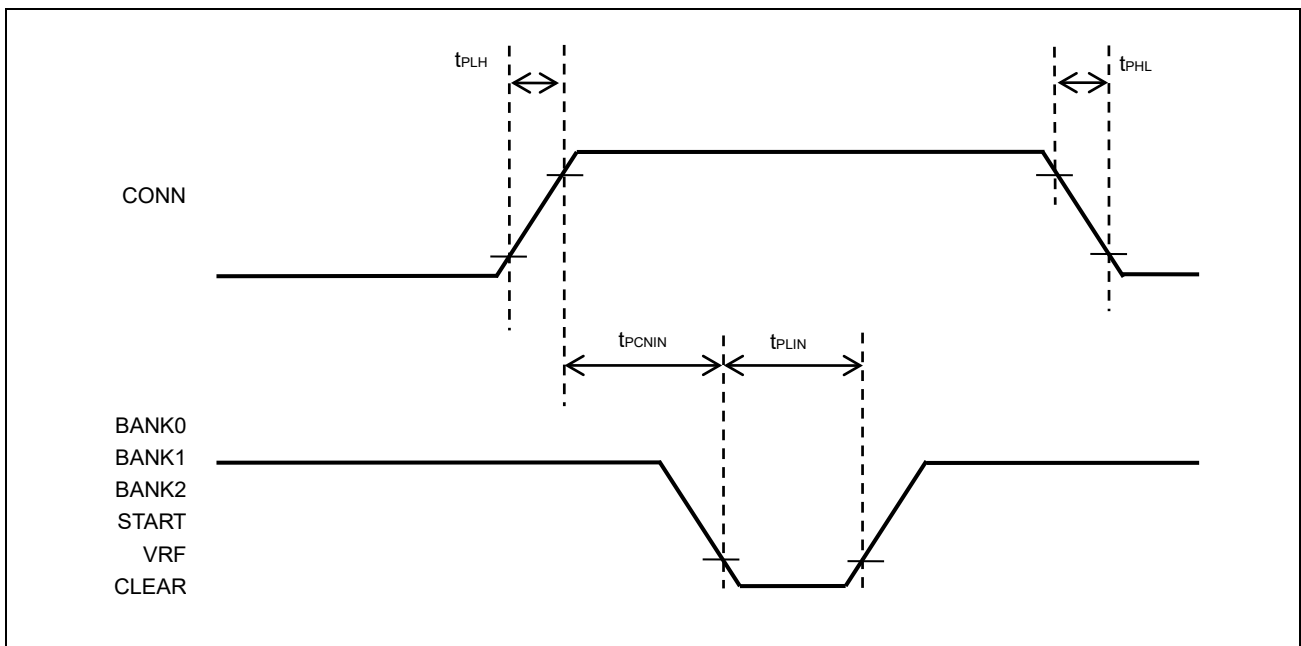 tPLH
tPHL
CONN
tPCNIN
tPLIN
BANK0
BANK1
BANK2
START
VRF
CLEAR